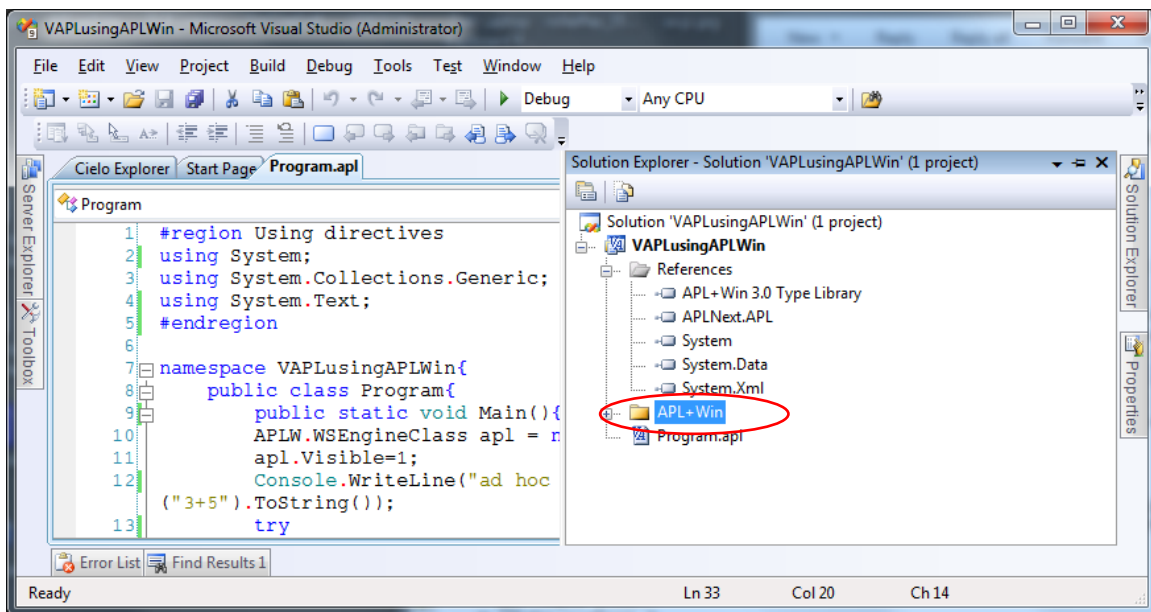 VAPLusingAPLWin - Microsoft Visual Studio (Administrator)
File Edit View Project Build Debug Tools Test Window Help
Debug Any CPU
Cielo Explorer Start Page Program.apl
Program
1 #region Using directives
2 using System;
3 using System.Collections.Generic;
4 using System.Text;
5 #endregion
6
7 namespace VAPLusingAPLWin{
8 public class Program{
9 public static void Main(){
10 APLW.WSEngineClass apl = n
11 apl.Visible=1;
12 Console.WriteLine("ad hoc
("3+5").ToString());
13 try
Server Explorer
Toolbox
Solution Explorer - Solution 'VAPLusingAPLWin' (1 project)
Solution 'VAPLusingAPLWin' (1 project)
VAPLusingAPLWin
References
APL+Win 3.0 Type Library
APLNext.APL
System
System.Data
System.Xml
APL+Win
Program.apl
Solution Explorer
Properties
Error List Find Results 1
Ready Ln 33 Col 20 Ch 14